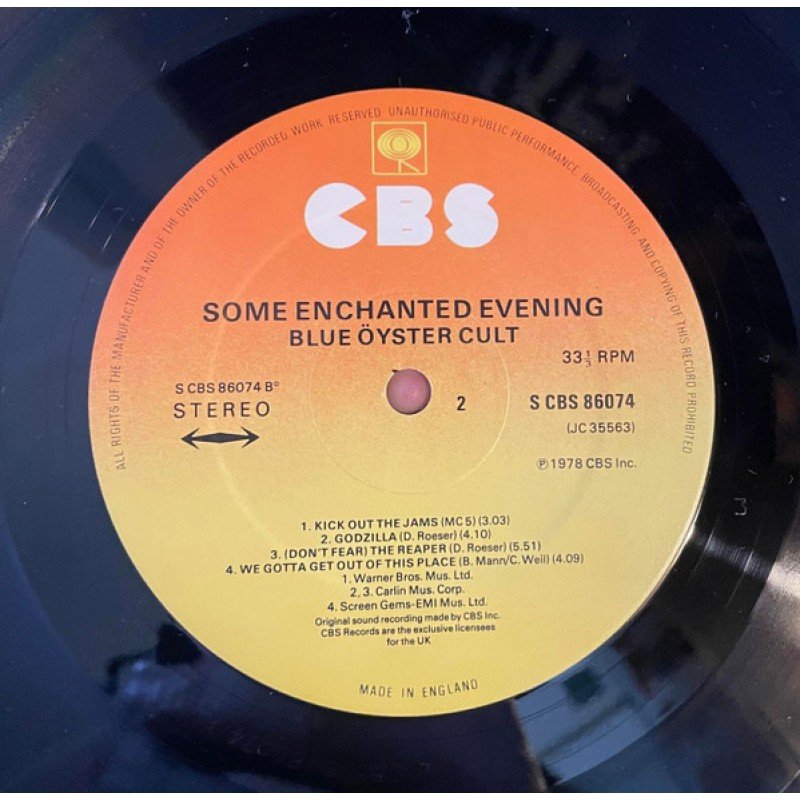 ALL RIGHTS OF THE MANUFACTURER AND OF THE OWNER OF THE RECORDED WORK RESERVED. UNAUTHORISED PUBLIC PERFORMANCE, BROADCASTING AND COPYING OF THIS RECORD PROHIBITED
CBS
SOME ENCHANTED EVENING
BLUE ÖYSTER CULT
33⅓ RPM
S CBS 86074 B°
STEREO
2
S CBS 86074
(JC 35563)
℗ 1978 CBS Inc.
1. KICK OUT THE JAMS (MC 5) (3.03)
2. GODZILLA (D. Roeser) (4.10)
3. (DON'T FEAR) THE REAPER (D. Roeser) (5.51)
4. WE GOTTA GET OUT OF THIS PLACE (B. Mann/C. Weil) (4.09)
1. Warner Bros. Mus. Ltd.
2, 3. Carlin Mus. Corp.
4. Screen Gems-EMI Mus. Ltd.
Original sound recording made by CBS Inc.
CBS Records are the exclusive licensees
for the UK
MADE IN ENGLAND